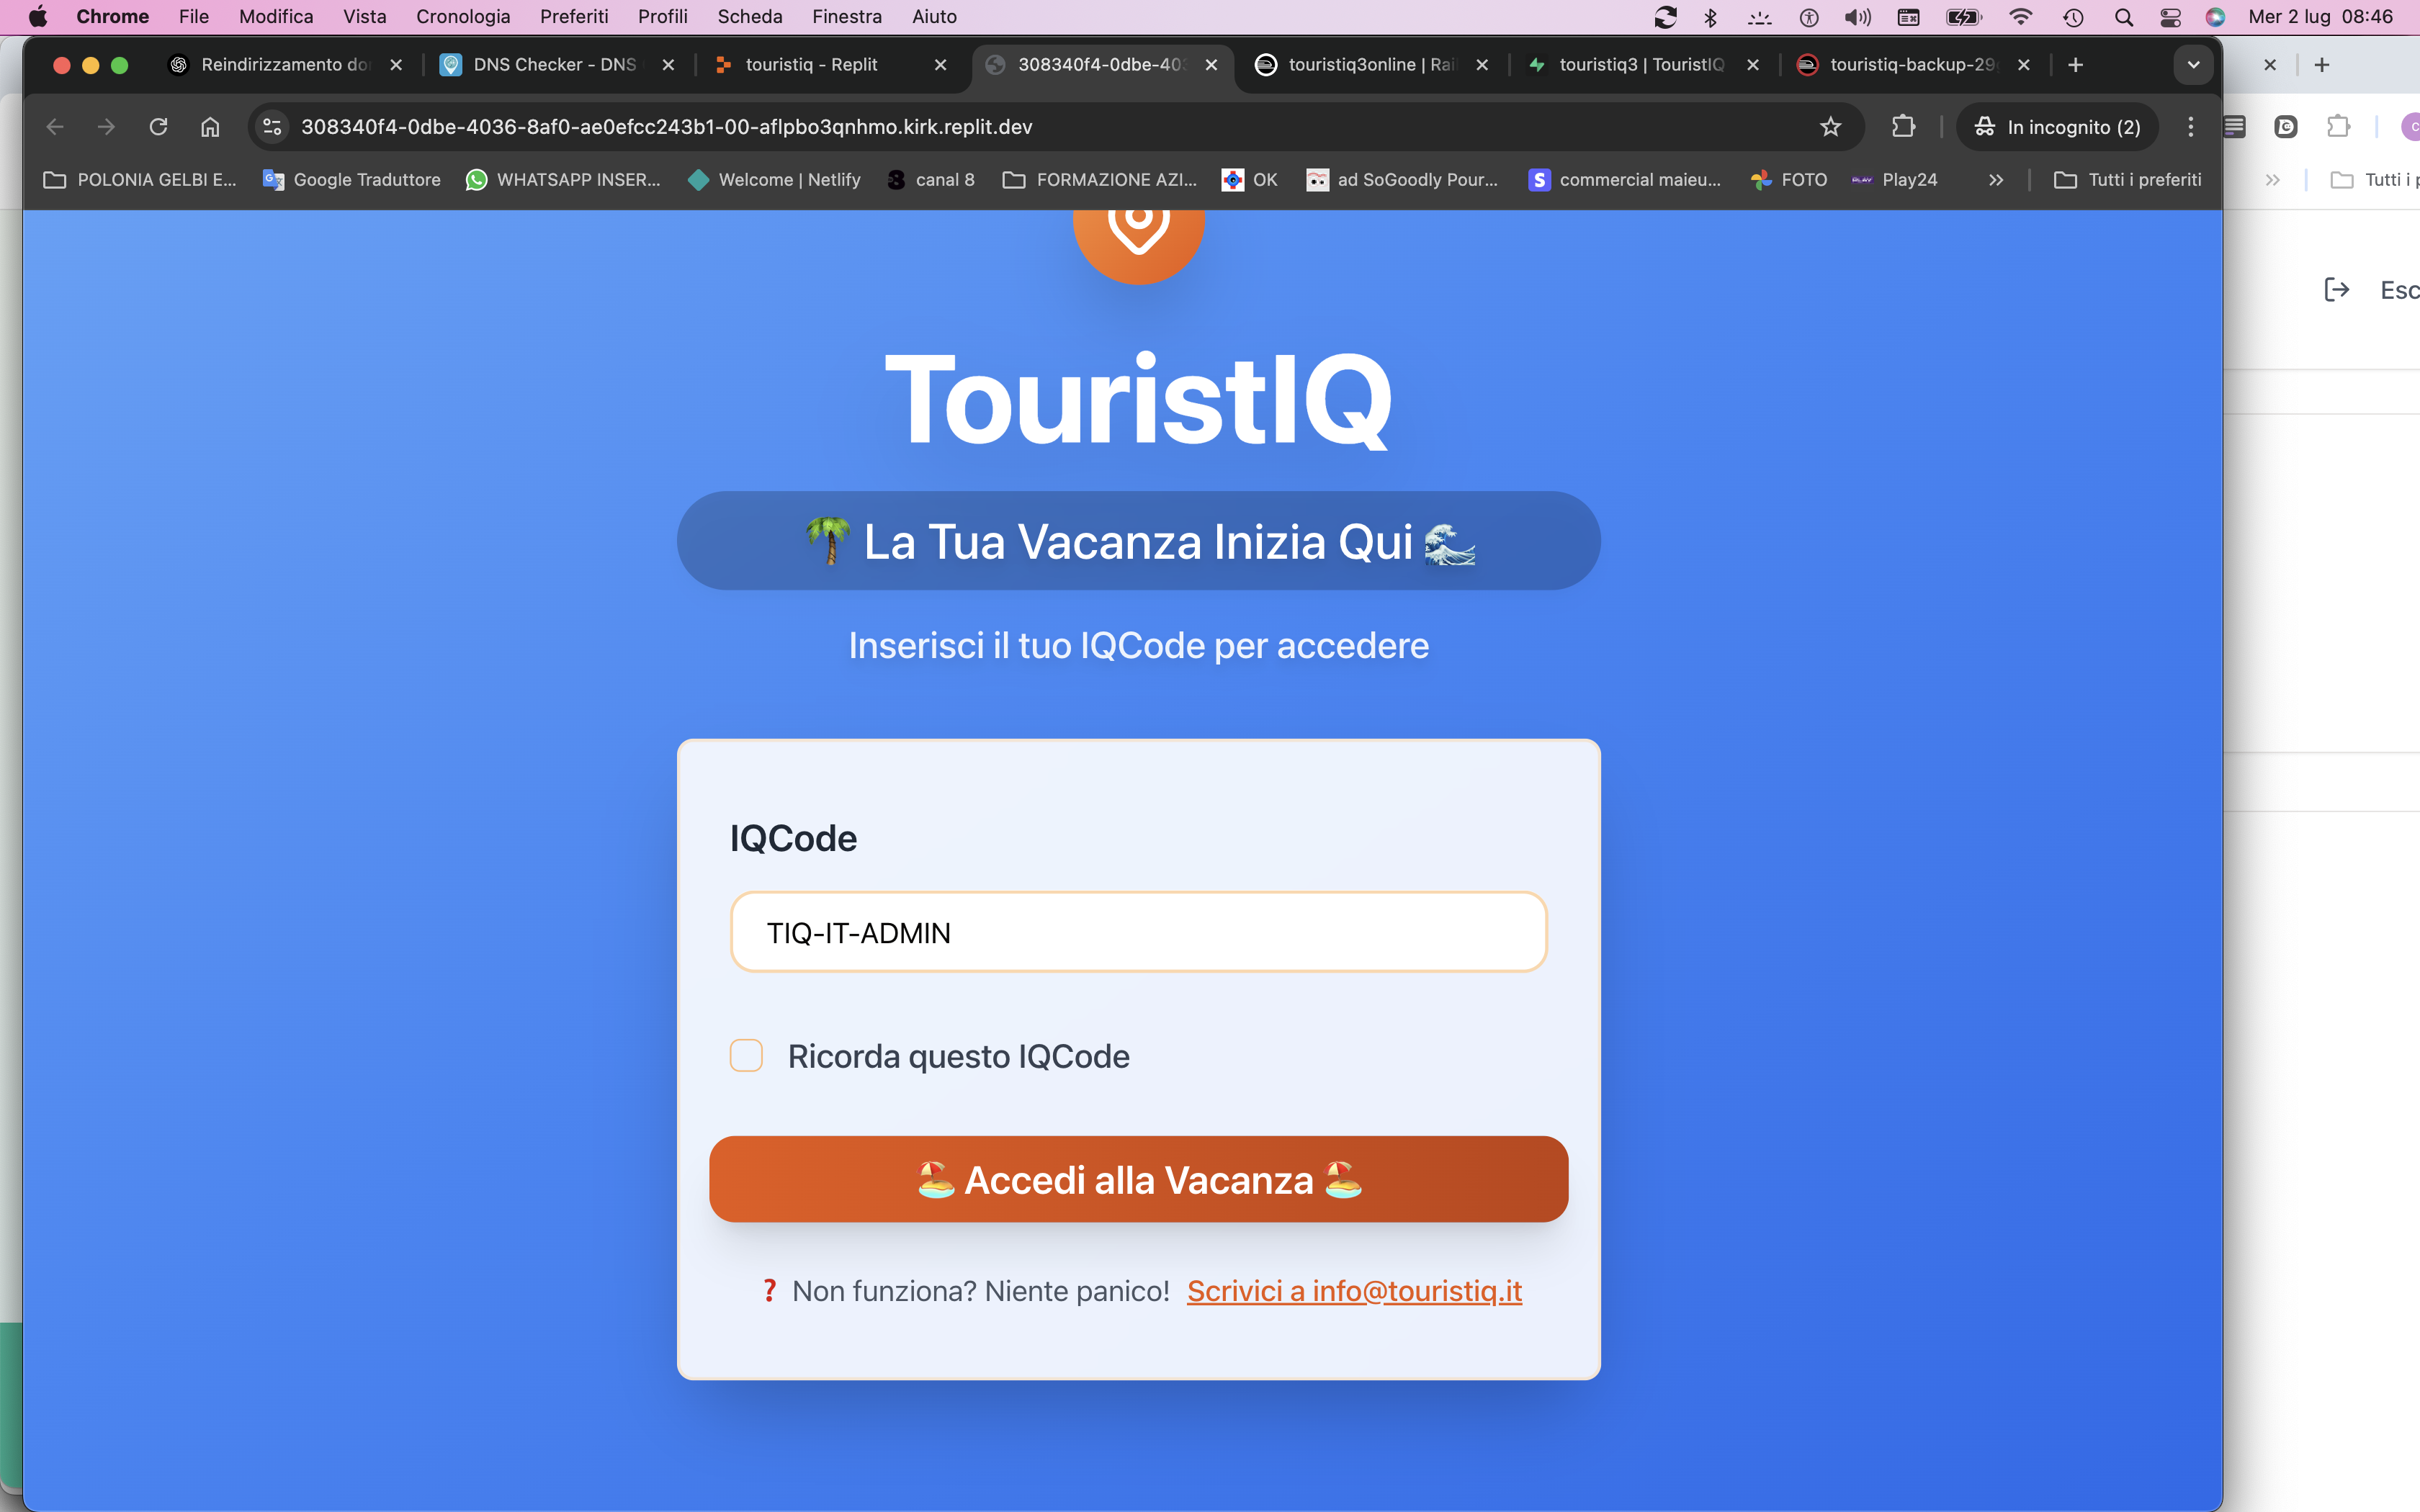 Chrome File Modifica Vista Cronologia Preferiti Profili Scheda Finestra Aiuto Mer 2 lug 08:46
Reindirizzamento do DNS Checker - DNS touristiq - Replit 308340f4-0dbe-403 touristiq3online | Rail touristiq3 | TouristIQ touristiq-backup-29
308340f4-0dbe-4036-8af0-ae0efcc243b1-00-aflpbo3qnhmo.kirk.replit.dev In incognito (2)
POLONIA GELBI E... Google Traduttore WHATSAPP INSER... Welcome | Netlify canal 8 FORMAZIONE AZI... OK ad SoGoodly Pour... commercial maieu... FOTO Play24 » Tutti i preferiti » Tutti i p
Esc
TouristIQ
🌴 La Tua Vacanza Inizia Qui 🌊
Inserisci il tuo IQCode per accedere
IQCode
TIQ-IT-ADMIN
Ricorda questo IQCode
🏖️ Accedi alla Vacanza 🏖️
❓ Non funziona? Niente panico! Scrivici a info@touristiq.it